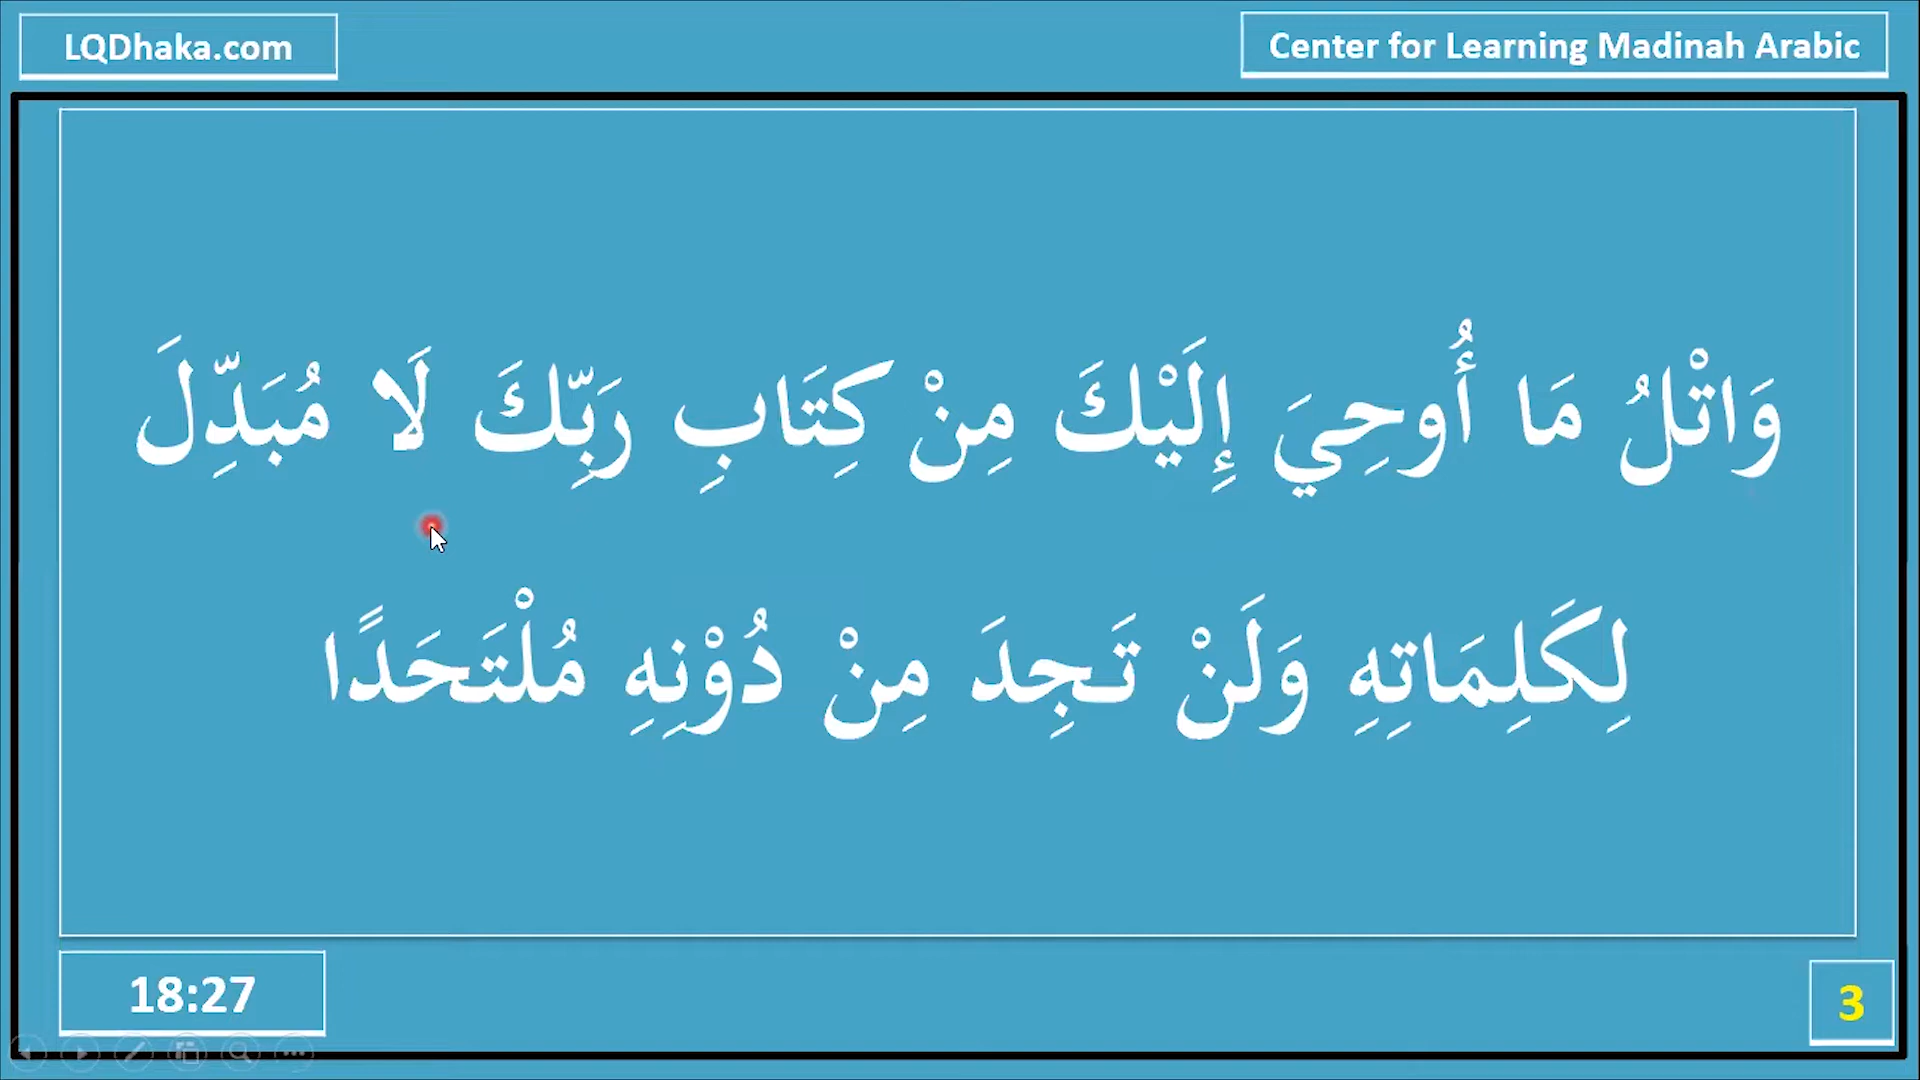 LQDhaka.com
Center for Learning Madinah Arabic
وَاتْلُ مَا أُوحِيَ إِلَيْكَ مِنْ كِتَابِ رَبِّكَ لَا مُبَدِّلَ
لِكَلِمَاتِهِ وَلَنْ تَجِدَ مِنْ دُوْنِهِ مُلْتَحَدًا
18:27
3